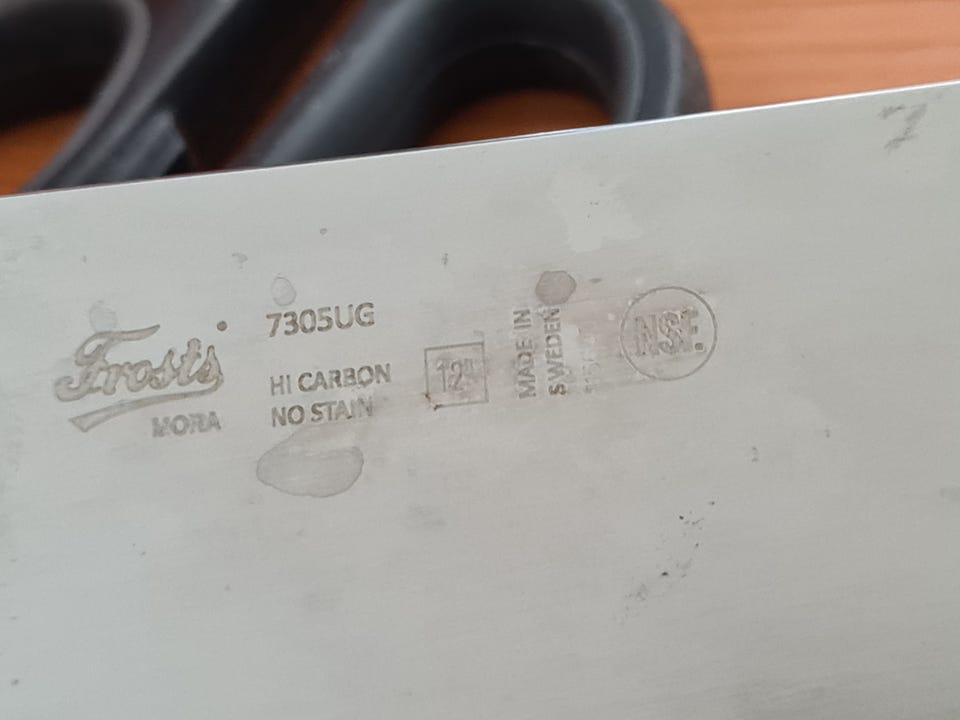 Frosts
MORA
7305UG
HI CARBON
NO STAIN
12"
MADE IN
SWEDEN
NSF.